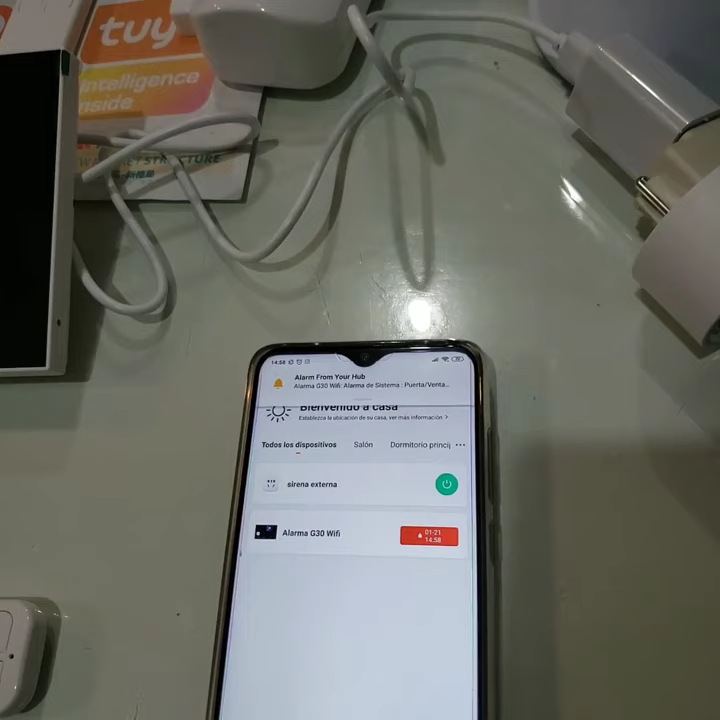 tuy
Intelligence
inside
14:58
Alarm From Your Hub
Alarma G30 Wifi: Alarma de Sistema : Puerta/Venta...
Bienvenido a casa
Establezca la ubicación de su casa, ver más información >
Todos los dispositivos Salón Dormitorio princi ...
sirena externa
Alarma G30 Wifi
01-21
14:58